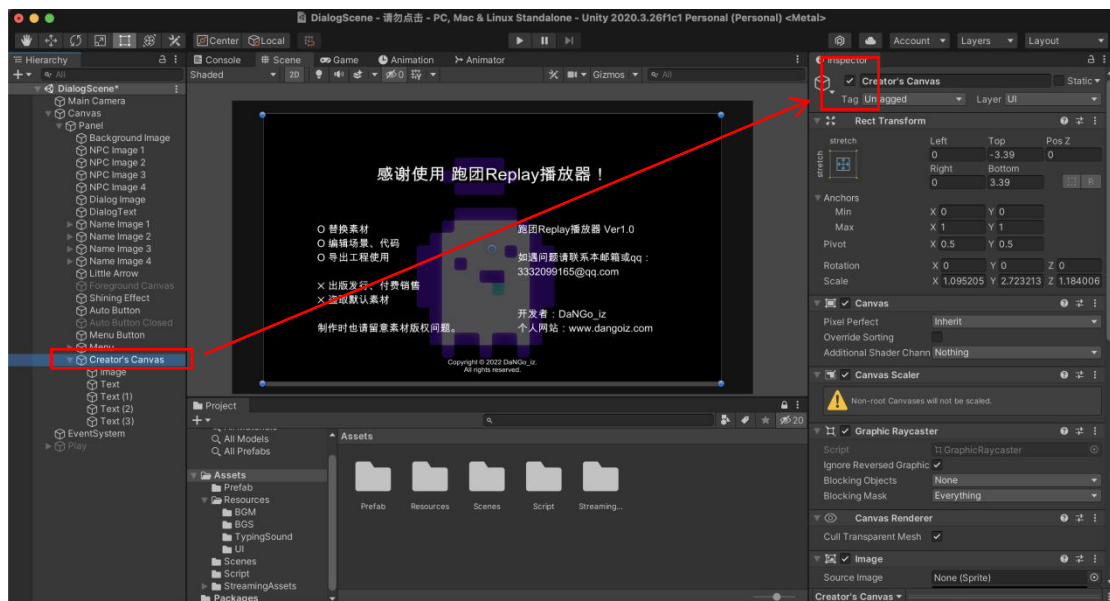 DialogScene - 请勿点击 - PC, Mac & Linux Standalone - Unity 2020.3.26f1c1 Personal (Personal) <Metal>
Center Local Account Layers Layout
Hierarchy
All
DialogScene*
Main Camera
Canvas
Panel
Background Image
NPC Image 1
NPC Image 2
NPC Image 3
NPC Image 4
Dialog Image
DialogText
Name Image 1
Name Image 2
Name Image 3
Name Image 4
Little Arrow
Foreground Canvas
Shining Effect
Auto Button
Auto Button Closed
Menu Button
Menu
Creator's Canvas
Image
Text
Text (1)
Text (2)
Text (3)
EventSystem
Play
Console Scene Game Animation Animator
Shaded 2D 0 Gizmos All
感谢使用 跑团Replay播放器！
O 替换素材
O 编辑场景、代码
O 导出工程使用
× 出版发行、付费销售
× 盗取默认素材
制作时也请留意素材版权问题。
跑团Replay播放器 Ver1.0
如遇问题请联系本邮箱或qq：
3332099165@qq.com
开发者：DaNGo_iz
个人网站：www.dangoiz.com
Copyright © 2022 DaNGo_iz.
All rights reserved.
Project
20
All Models
All Prefabs
Assets
Prefab
Resources
BGM
BGS
TypingSound
UI
Scenes
Script
StreamingAssets
Packages
Assets
Prefab Resources Scenes Script Streaming...
Inspector
Creator's Canvas Static
Tag Untagged Layer UI
Rect Transform
stretch Left Top Pos Z
stretch 0 -3.39 0
Right Bottom
0 3.39 R
Anchors
Min X 0 Y 0
Max X 1 Y 1
Pivot X 0.5 Y 0.5
Rotation X 0 Y 0 Z 0
Scale X 1.095205 Y 2.723213 Z 1.184006
Canvas
Pixel Perfect Inherit
Override Sorting
Additional Shader Chann Nothing
Canvas Scaler
Non-root Canvases will not be scaled.
Graphic Raycaster
Script GraphicRaycaster
Ignore Reversed Graphic
Blocking Objects None
Blocking Mask Everything
Canvas Renderer
Cull Transparent Mesh
Image
Source Image None (Sprite)
Creator's Canvas